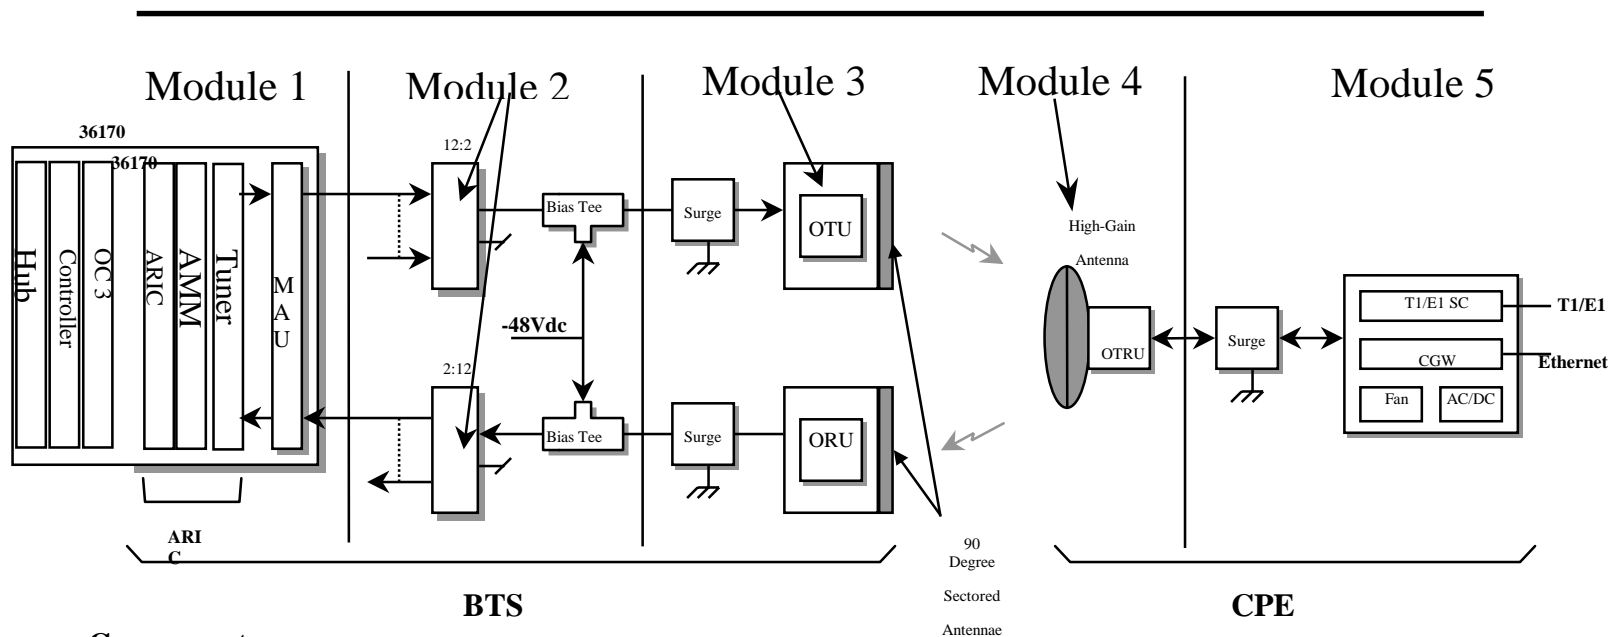 Module 1
Module 2
Module 3
Module 4
Module 5
36170
36170
12:2
Hub
Controller
OC 3
ARIC
AMM
Tuner
M
A
U
Bias Tee
Surge
OTU
High-Gain
Antenna
-48Vdc
OTRU
Surge
T1/E1 SC
T1/E1
CGW
Ethernet
Fan
AC/DC
2:12
Bias Tee
Surge
ORU
ARI
C
90
Degree
Sectored
Antennae
BTS
CPE